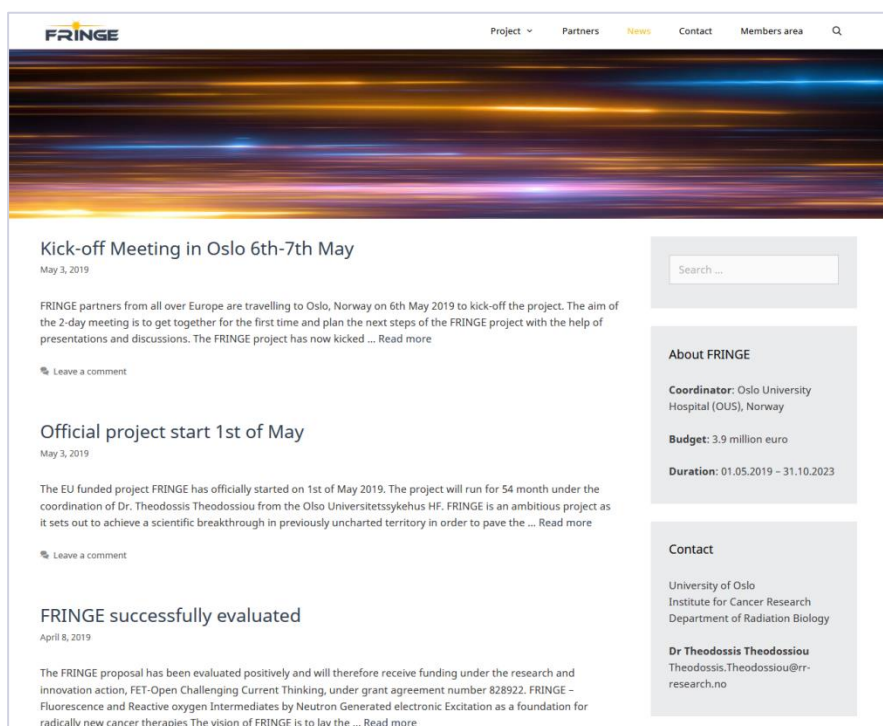 FRINGE
Project Partners News Contact Members area
Kick-off Meeting in Oslo 6th-7th May
May 3, 2019
FRINGE partners from all over Europe are travelling to Oslo, Norway on 6th May 2019 to kick-off the project. The aim of
the 2-day meeting is to get together for the first time and plan the next steps of the FRINGE project with the help of
presentations and discussions. The FRINGE project has now kicked ... Read more
Leave a comment
Official project start 1st of May
May 3, 2019
The EU funded project FRINGE has officially started on 1st of May 2019. The project will run for 54 month under the
coordination of Dr. Theodossis Theodossiou from the Olso Universitetssykehus HF. FRINGE is an ambitious project as
it sets out to achieve a scientific breakthrough in previously uncharted territory in order to pave the ... Read more
Leave a comment
FRINGE successfully evaluated
April 8, 2019
The FRINGE proposal has been evaluated positively and will therefore receive funding under the research and
innovation action, FET-Open Challenging Current Thinking, under grant agreement number 828922. FRINGE –
Fluorescence and Reactive oxygen Intermediates by Neutron Generated electronic Excitation as a foundation for
radically new cancer therapies The vision of FRINGE is to lay the ... Read more
Search ...
About FRINGE
Coordinator: Oslo University
Hospital (OUS), Norway
Budget: 3.9 million euro
Duration: 01.05.2019 – 31.10.2023
Contact
University of Oslo
Institute for Cancer Research
Department of Radiation Biology
Dr Theodossis Theodossiou
Theodossis.Theodossiou@rr-
research.no